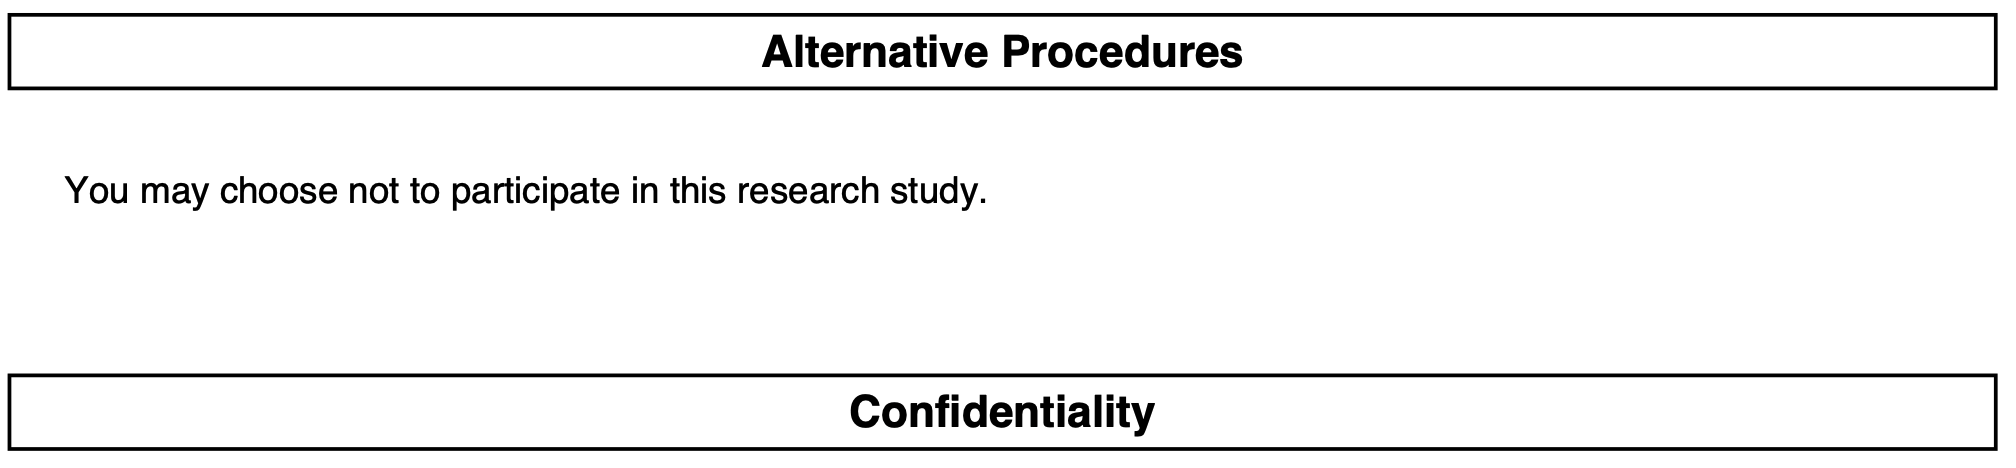 Alternative Procedures
You may choose not to participate in this research study.
Confidentiality